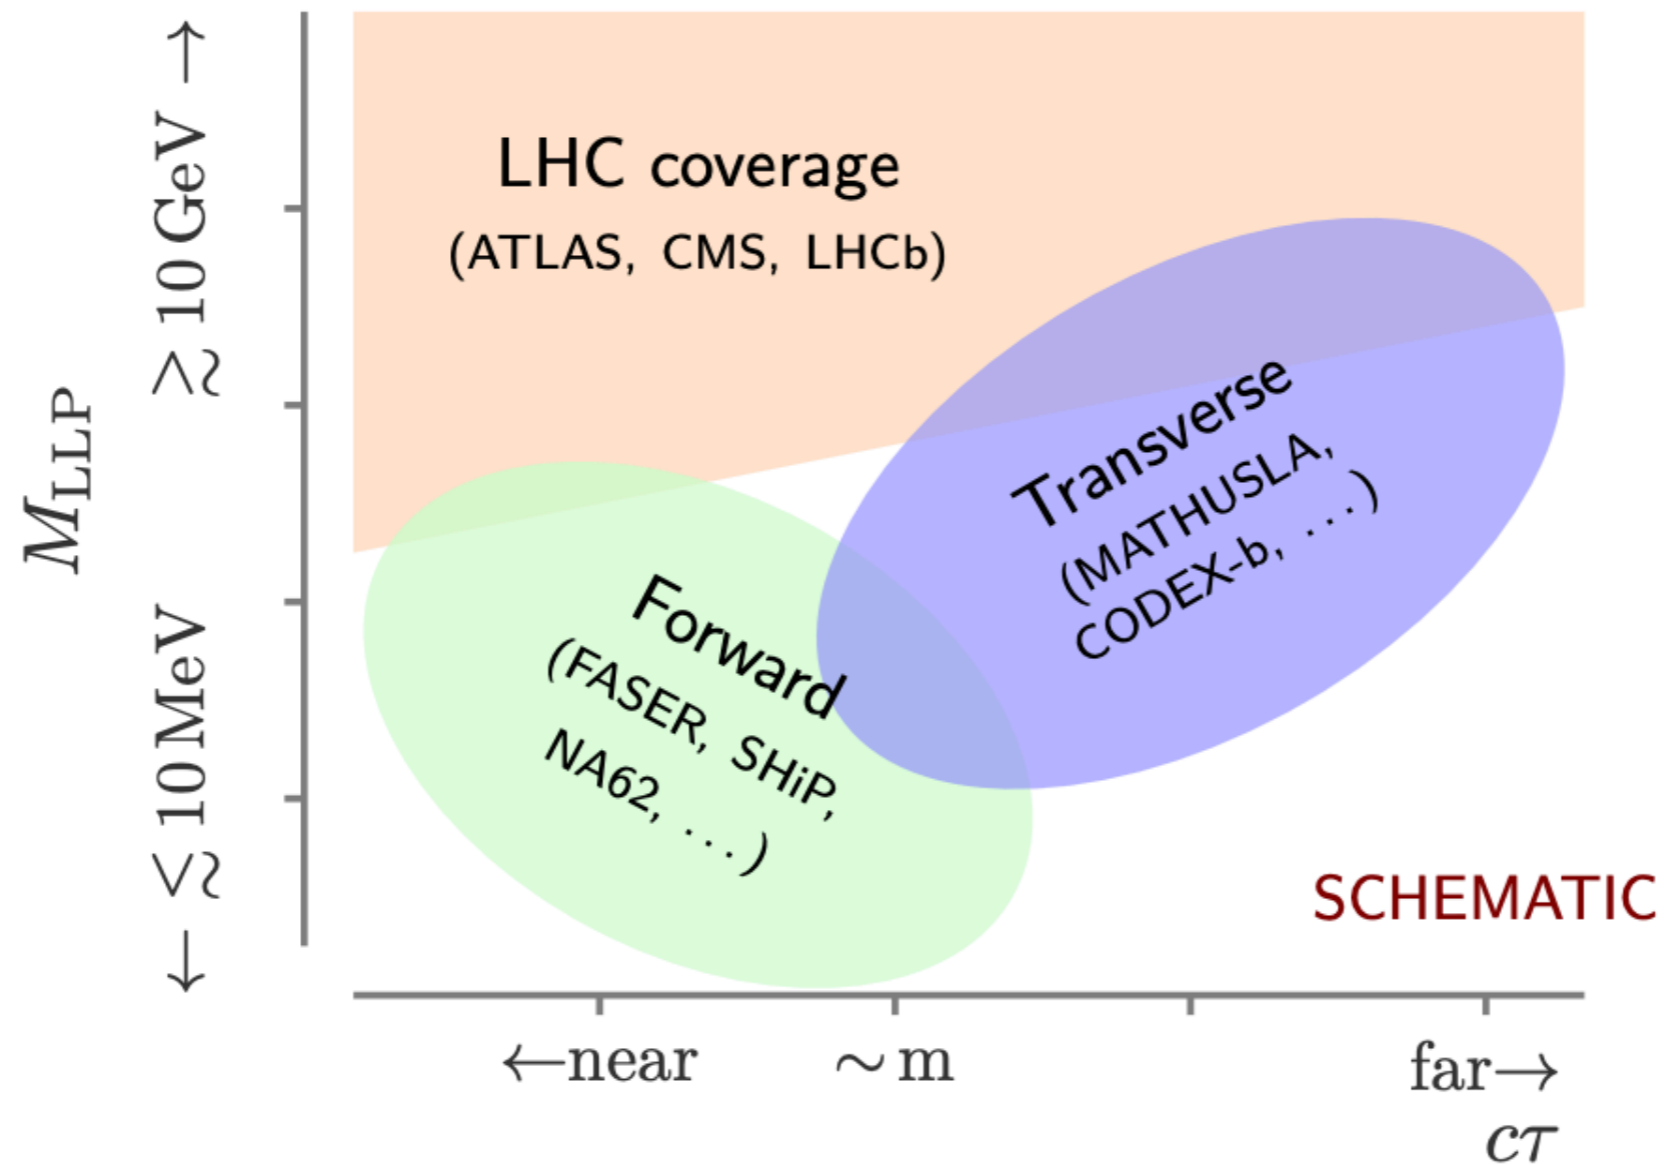 LHC coverage
(ATLAS, CMS, LHCb)
Transverse
(MATHUSLA,
CODEX-b, ...)
Forward
(FASER, SHiP,
NA62, ...)
SCHEMATIC
M_LLP
← ≲ 10 MeV
≳ 10 GeV →
←near
∼ m
far→
cτ